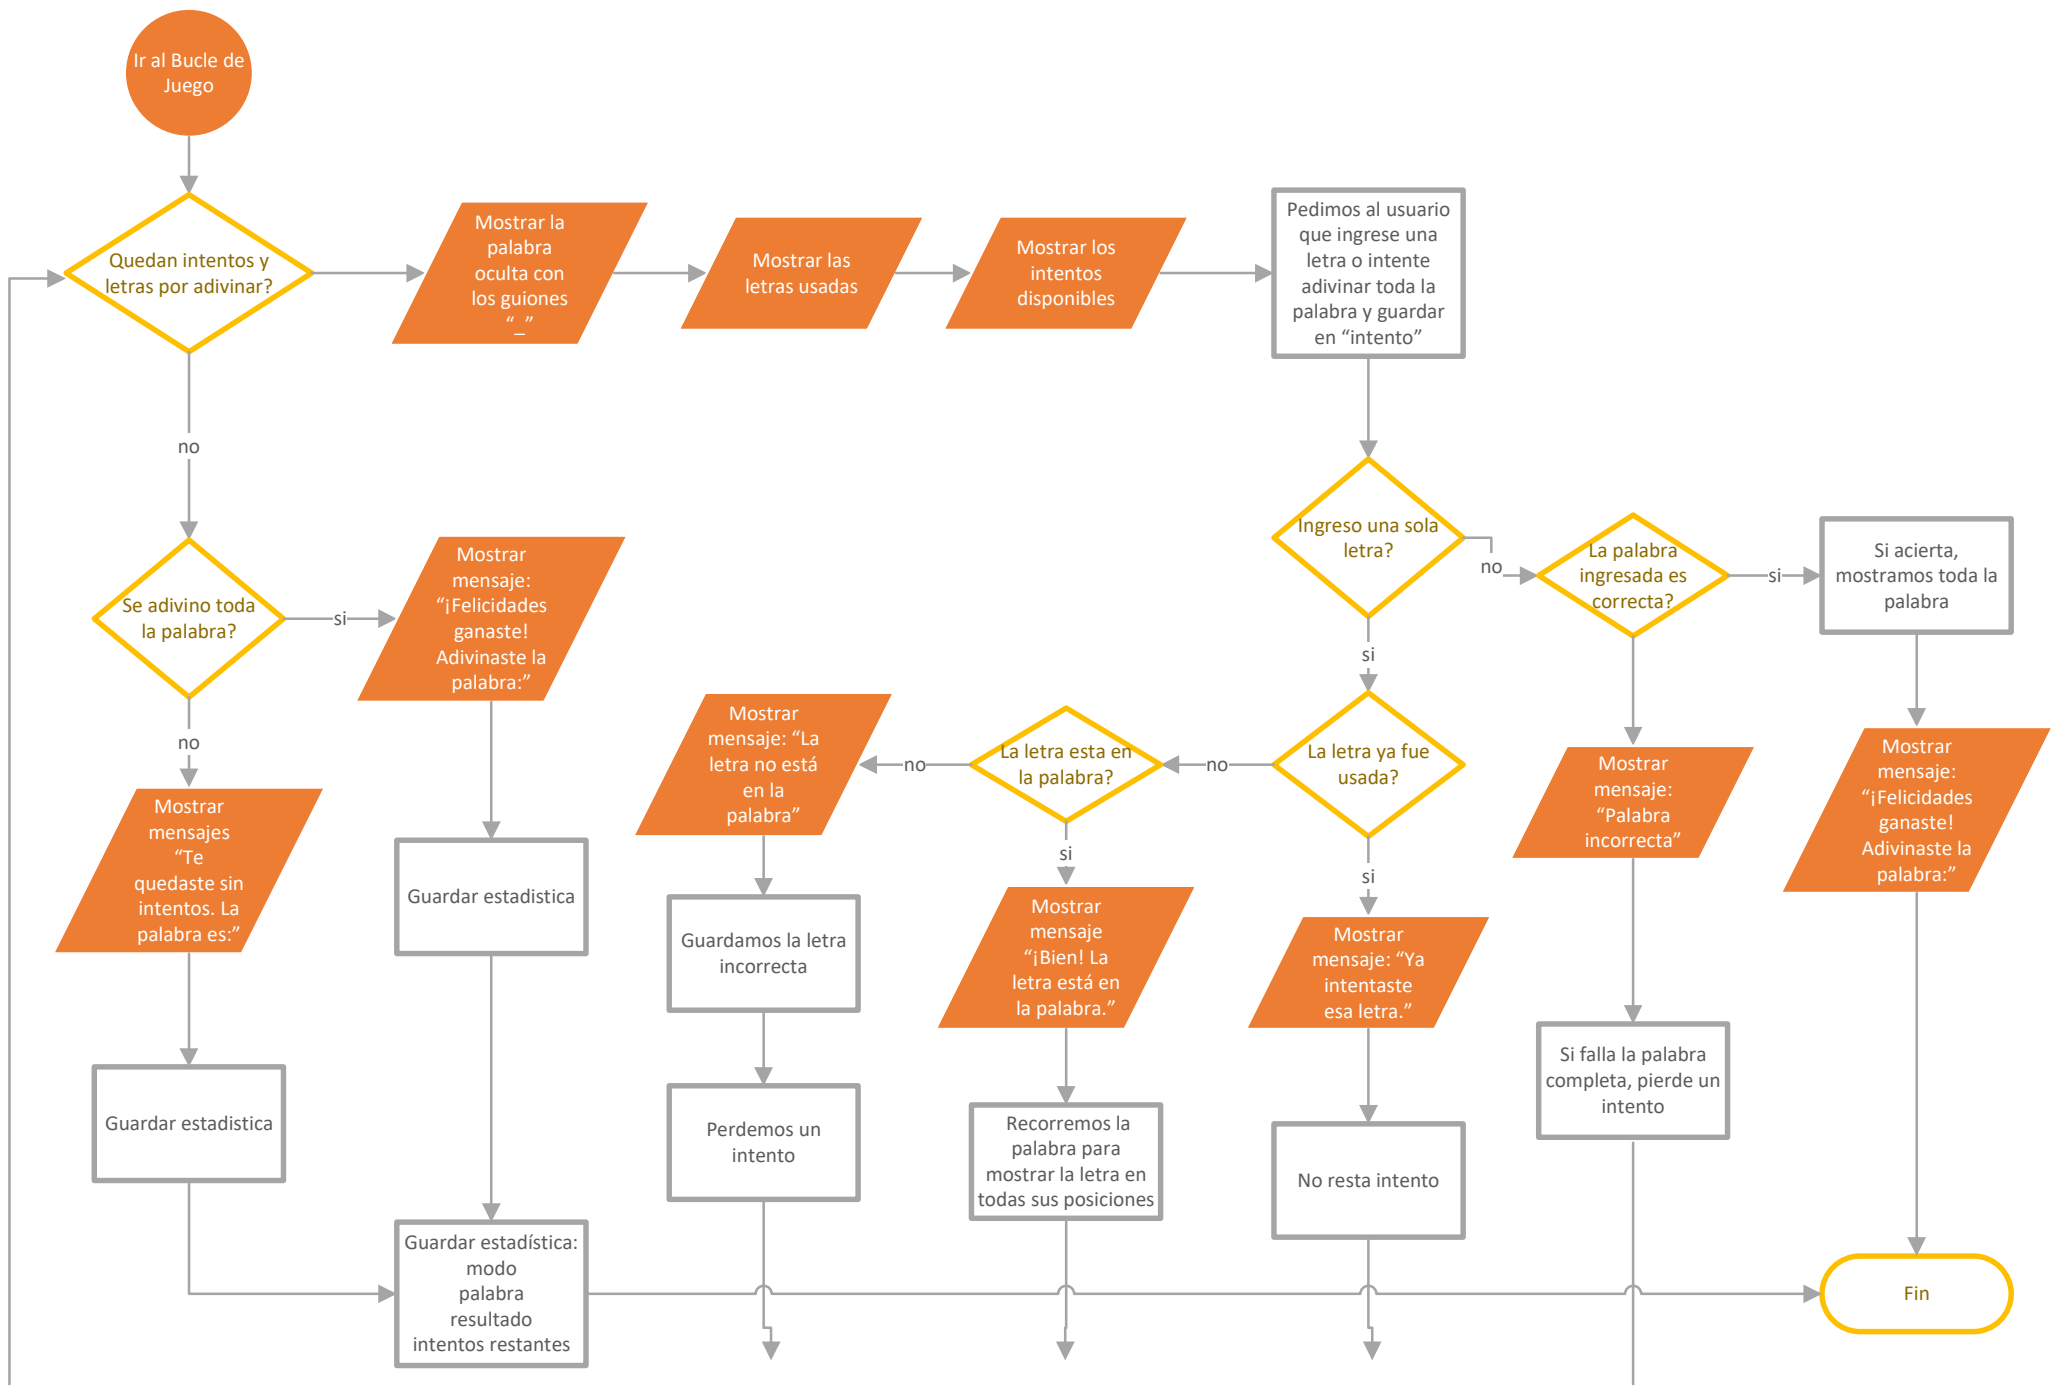 Ir al Bucle de
Juego
Quedan intentos y
letras por adivinar?
Mostrar la
palabra
oculta con
los guiones
“_”
Mostrar las
letras usadas
Mostrar los
intentos
disponibles
Pedimos al usuario
que ingrese una
letra o intente
adivinar toda la
palabra y guardar
en “intento”
no
Ingreso una sola
letra?
no
La palabra
ingresada es
correcta?
si
Si acierta,
mostramos toda la
palabra
Se adivino toda
la palabra?
si
Mostrar
mensaje:
“¡Felicidades
ganaste!
Adivinaste la
palabra:”
si
no
Mostrar
mensaje: “La
letra no está
en la
palabra”
no
La letra esta en
la palabra?
no
La letra ya fue
usada?
Mostrar
mensaje:
“Palabra
incorrecta”
Mostrar
mensaje:
“¡Felicidades
ganaste!
Adivinaste la
palabra:”
Mostrar
mensajes
“Te
quedaste sin
intentos. La
palabra es:”
Guardar estadistica
si
si
Guardamos la letra
incorrecta
Mostrar
mensaje
“¡Bien! La
letra está en
la palabra.”
Mostrar
mensaje: “Ya
intentaste
esa letra.”
Guardar estadistica
Perdemos un
intento
Recorremos la
palabra para
mostrar la letra en
todas sus posiciones
No resta intento
Si falla la palabra
completa, pierde un
intento
Guardar estadística:
modo
palabra
resultado
intentos restantes
Fin